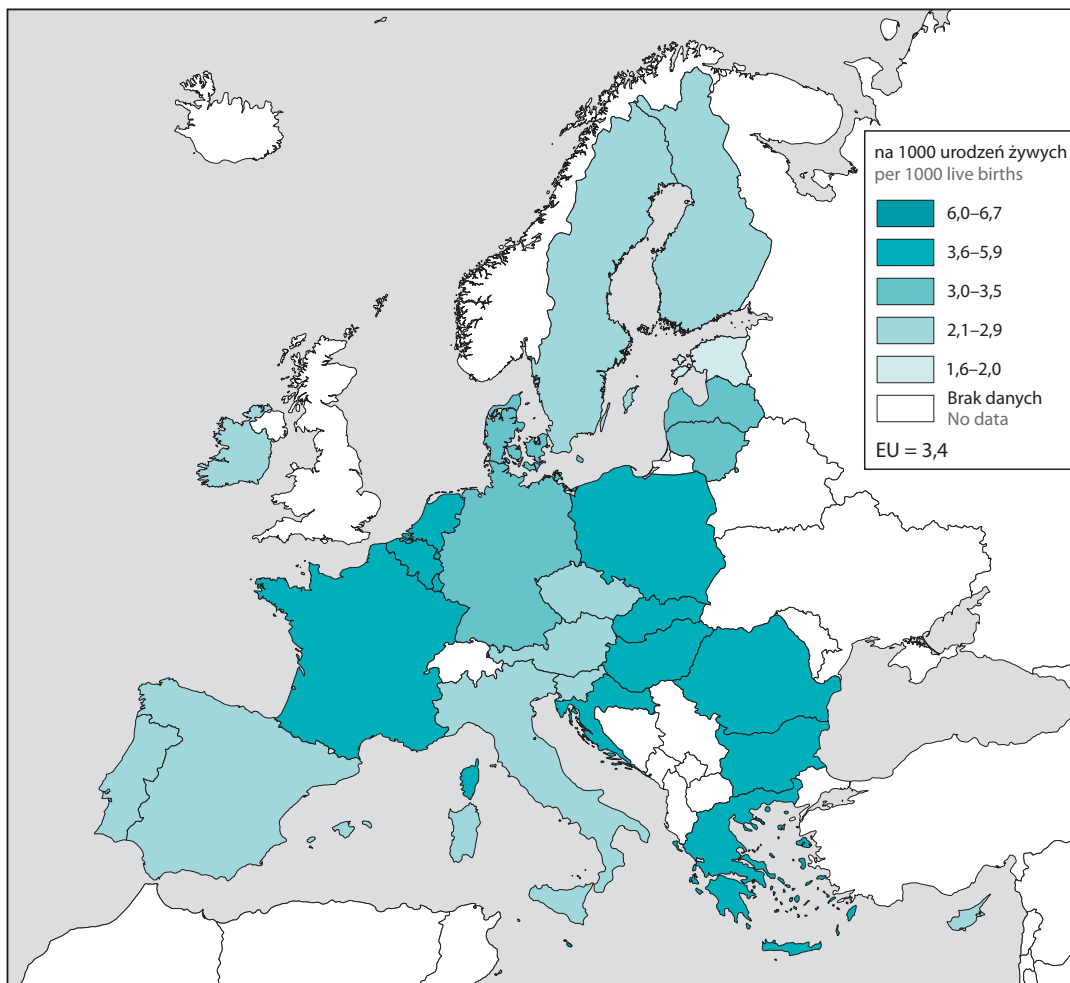 na 1000 urodzeń żywych
per 1000 live births
6,0–6,7
3,6–5,9
3,0–3,5
2,1–2,9
1,6–2,0
Brak danych
No data
EU = 3,4